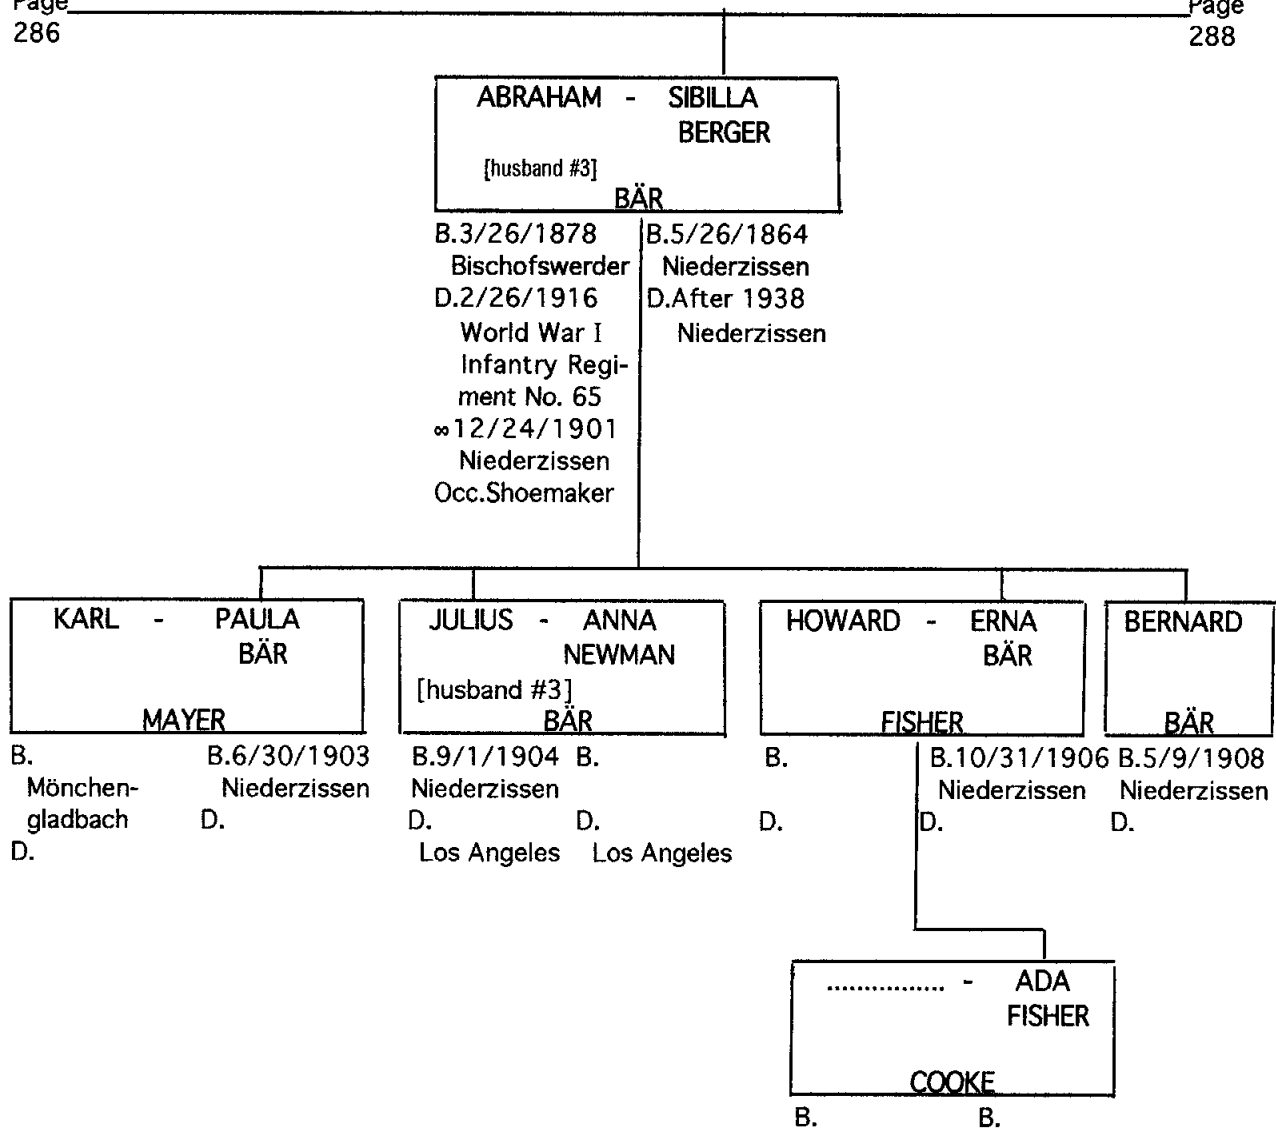 Page
286
Page
288
ABRAHAM - SIBILLA
BERGER
[husband #3]
BÄR
B.3/26/1878
Bischofswerder
D.2/26/1916
World War I
Infantry Regi-
ment No. 65
∞12/24/1901
Niederzissen
Occ.Shoemaker
B.5/26/1864
Niederzissen
D.After 1938
Niederzissen
KARL - PAULA
BÄR
MAYER
B.
Mönchen-
gladbach
D.
B.6/30/1903
Niederzissen
D.
JULIUS - ANNA
NEWMAN
[husband #3]
BÄR
B.9/1/1904
Niederzissen
D.
Los Angeles
B.
D.
Los Angeles
HOWARD - ERNA
BÄR
FISHER
B.
D.
B.10/31/1906
Niederzissen
D.
BERNARD
BÄR
B.5/9/1908
Niederzissen
D.
................ - ADA
FISHER
COOKE
B. B.